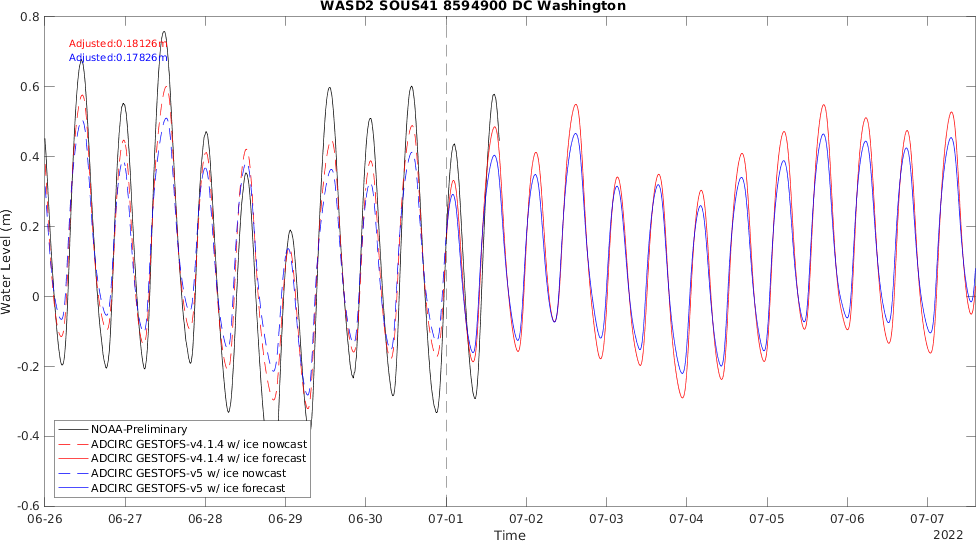 WASD2 SOUS41 8594900 DC Washington
0.8
Adjusted:0.18126m
Adjusted:0.17826m
0.6
0.4
0.2
0
-0.2
-0.4
-0.6
Water Level (m)
NOAA-Preliminary
ADCIRC GESTOFS-v4.1.4 w/ ice nowcast
ADCIRC GESTOFS-v4.1.4 w/ ice forecast
ADCIRC GESTOFS-v5 w/ ice nowcast
ADCIRC GESTOFS-v5 w/ ice forecast
06-26 06-27 06-28 06-29 06-30 07-01 07-02 07-03 07-04 07-05 07-06 07-07
Time
2022